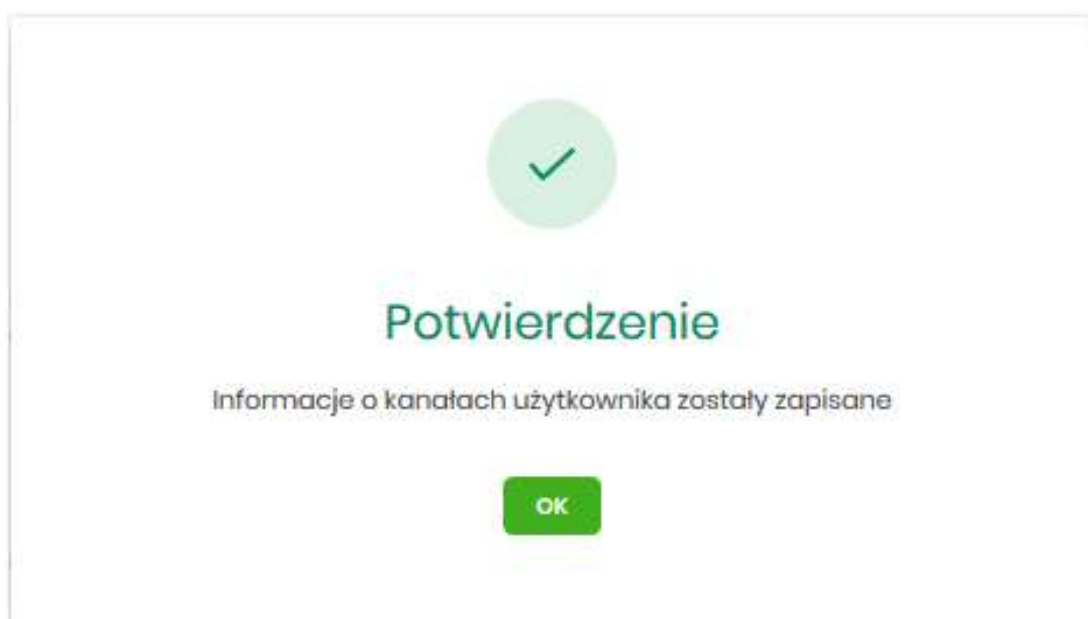 Potwierdzenie
Informacje o kanałach użytkownika zostały zapisane
OK